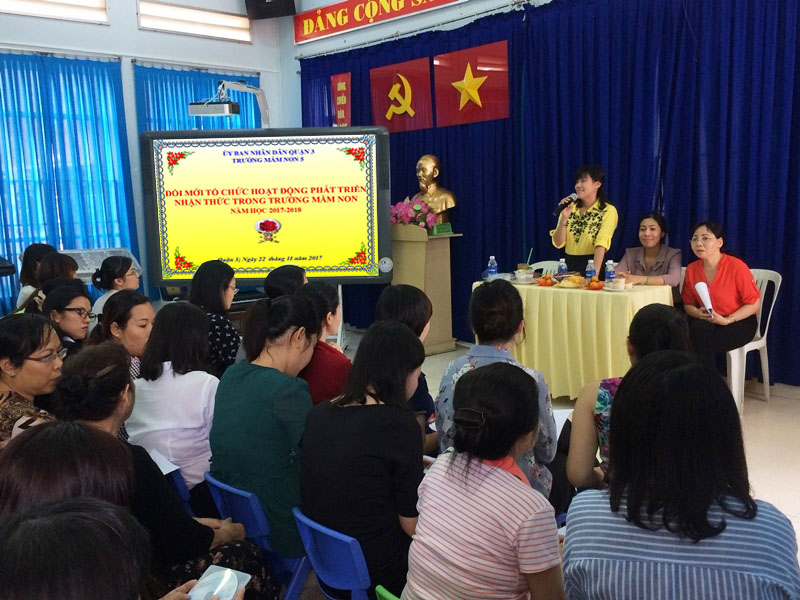 ĐẢNG CỘNG SẢ
ỦY BAN NHÂN DÂN QUẬN 3
TRƯỜNG MẦM NON 5
ĐỔI MỚI TỔ CHỨC HOẠT ĐỘNG PHÁT TRIỂN
NHẬN THỨC TRONG TRƯỜNG MẦM NON
NĂM HỌC 2017-2018
Quận 3, Ngày 22 tháng 11 năm 2017